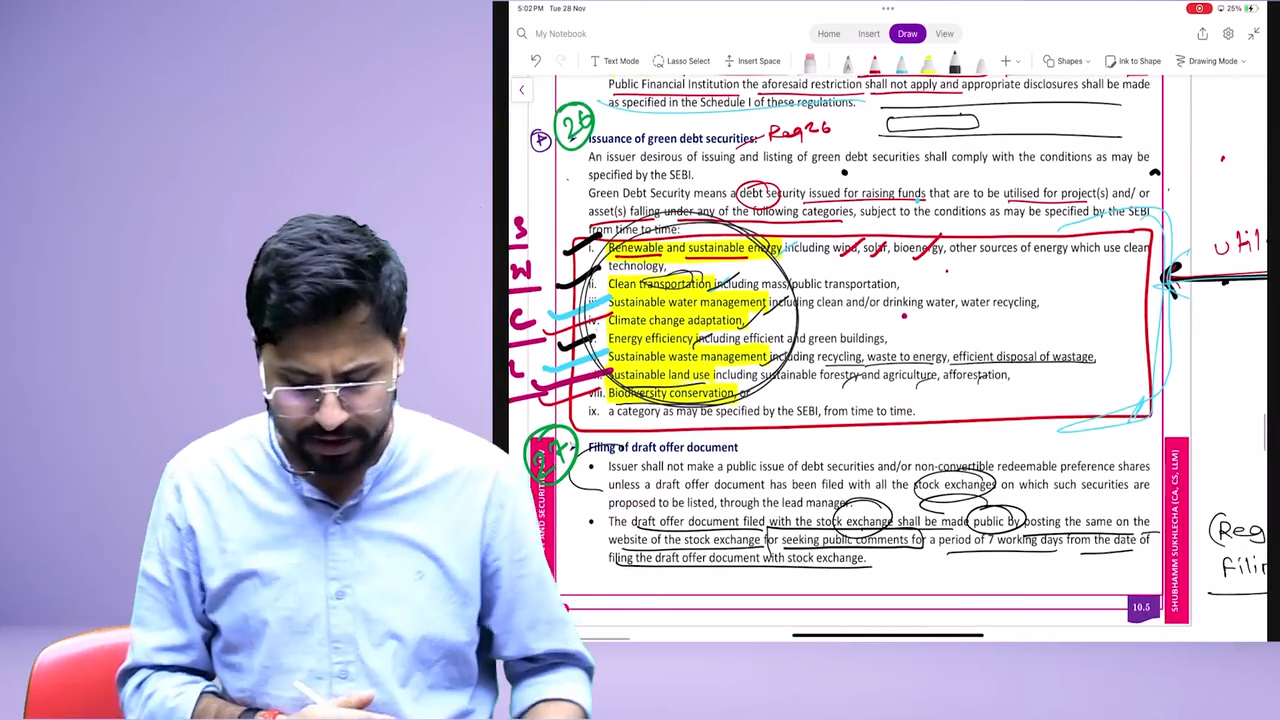 5:02 PM Tue 28 Nov
25%
My Notebook
Home Insert Draw View
Text Mode Lasso Select Insert Space Shapes Ink to Shape Drawing Mode
Public Financial Institution the aforesaid restriction shall not apply and appropriate disclosures shall be made
as specified in the Schedule I of these regulations.
26
Issuance of green debt securities: Reg 26
An issuer desirous of issuing and listing of green debt securities shall comply with the conditions as may be
specified by the SEBI.
Green Debt Security means a debt security issued for raising funds that are to be utilised for project(s) and/ or
asset(s) falling under any of the following categories, subject to the conditions as may be specified by the SEBI
from time to time:
i. Renewable and sustainable energy including wind, solar, bioenergy, other sources of energy which use clean
technology,
ii. Clean transportation including mass/public transportation,
iii. Sustainable water management including clean and/or drinking water, water recycling,
iv. Climate change adaptation,
v. Energy efficiency including efficient and green buildings,
Sustainable waste management including recycling, waste to energy, efficient disposal of wastage,
Sustainable land use including sustainable forestry and agriculture, afforestation,
viii. Biodiversity conservation, or
ix. a category as may be specified by the SEBI, from time to time.
util
27
Filing of draft offer document
• Issuer shall not make a public issue of debt securities and/or non-convertible redeemable preference shares
unless a draft offer document has been filed with all the stock exchanges on which such securities are
proposed to be listed, through the lead manager.
• The draft offer document filed with the stock exchange shall be made public by posting the same on the
website of the stock exchange for seeking public comments for a period of 7 working days from the date of
filing the draft offer document with stock exchange.
(Reg
Filin
10.5
SHUBHAMM SUKHLECHA (CA, CS, LLM)